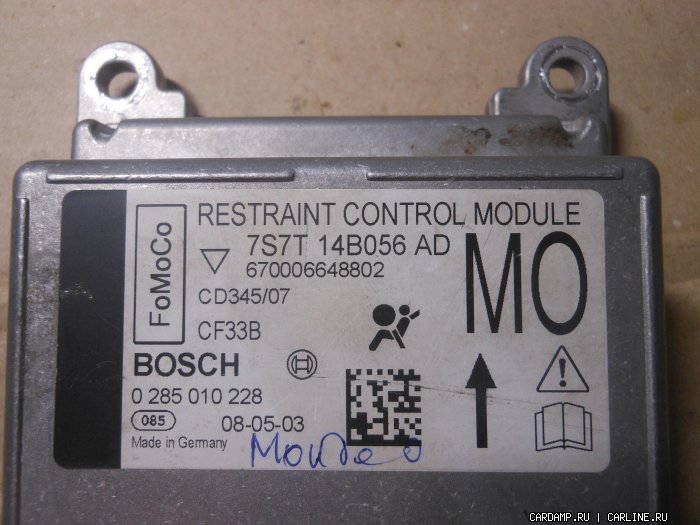 FoMoCo
RESTRAINT CONTROL MODULE
7S7T 14B056 AD
670006648802
CD345/07
CF33B
MO
BOSCH
0 285 010 228
085
08-05-03
Made in Germany
Mondeo
CARDAMP.RU | CARLINE.RU